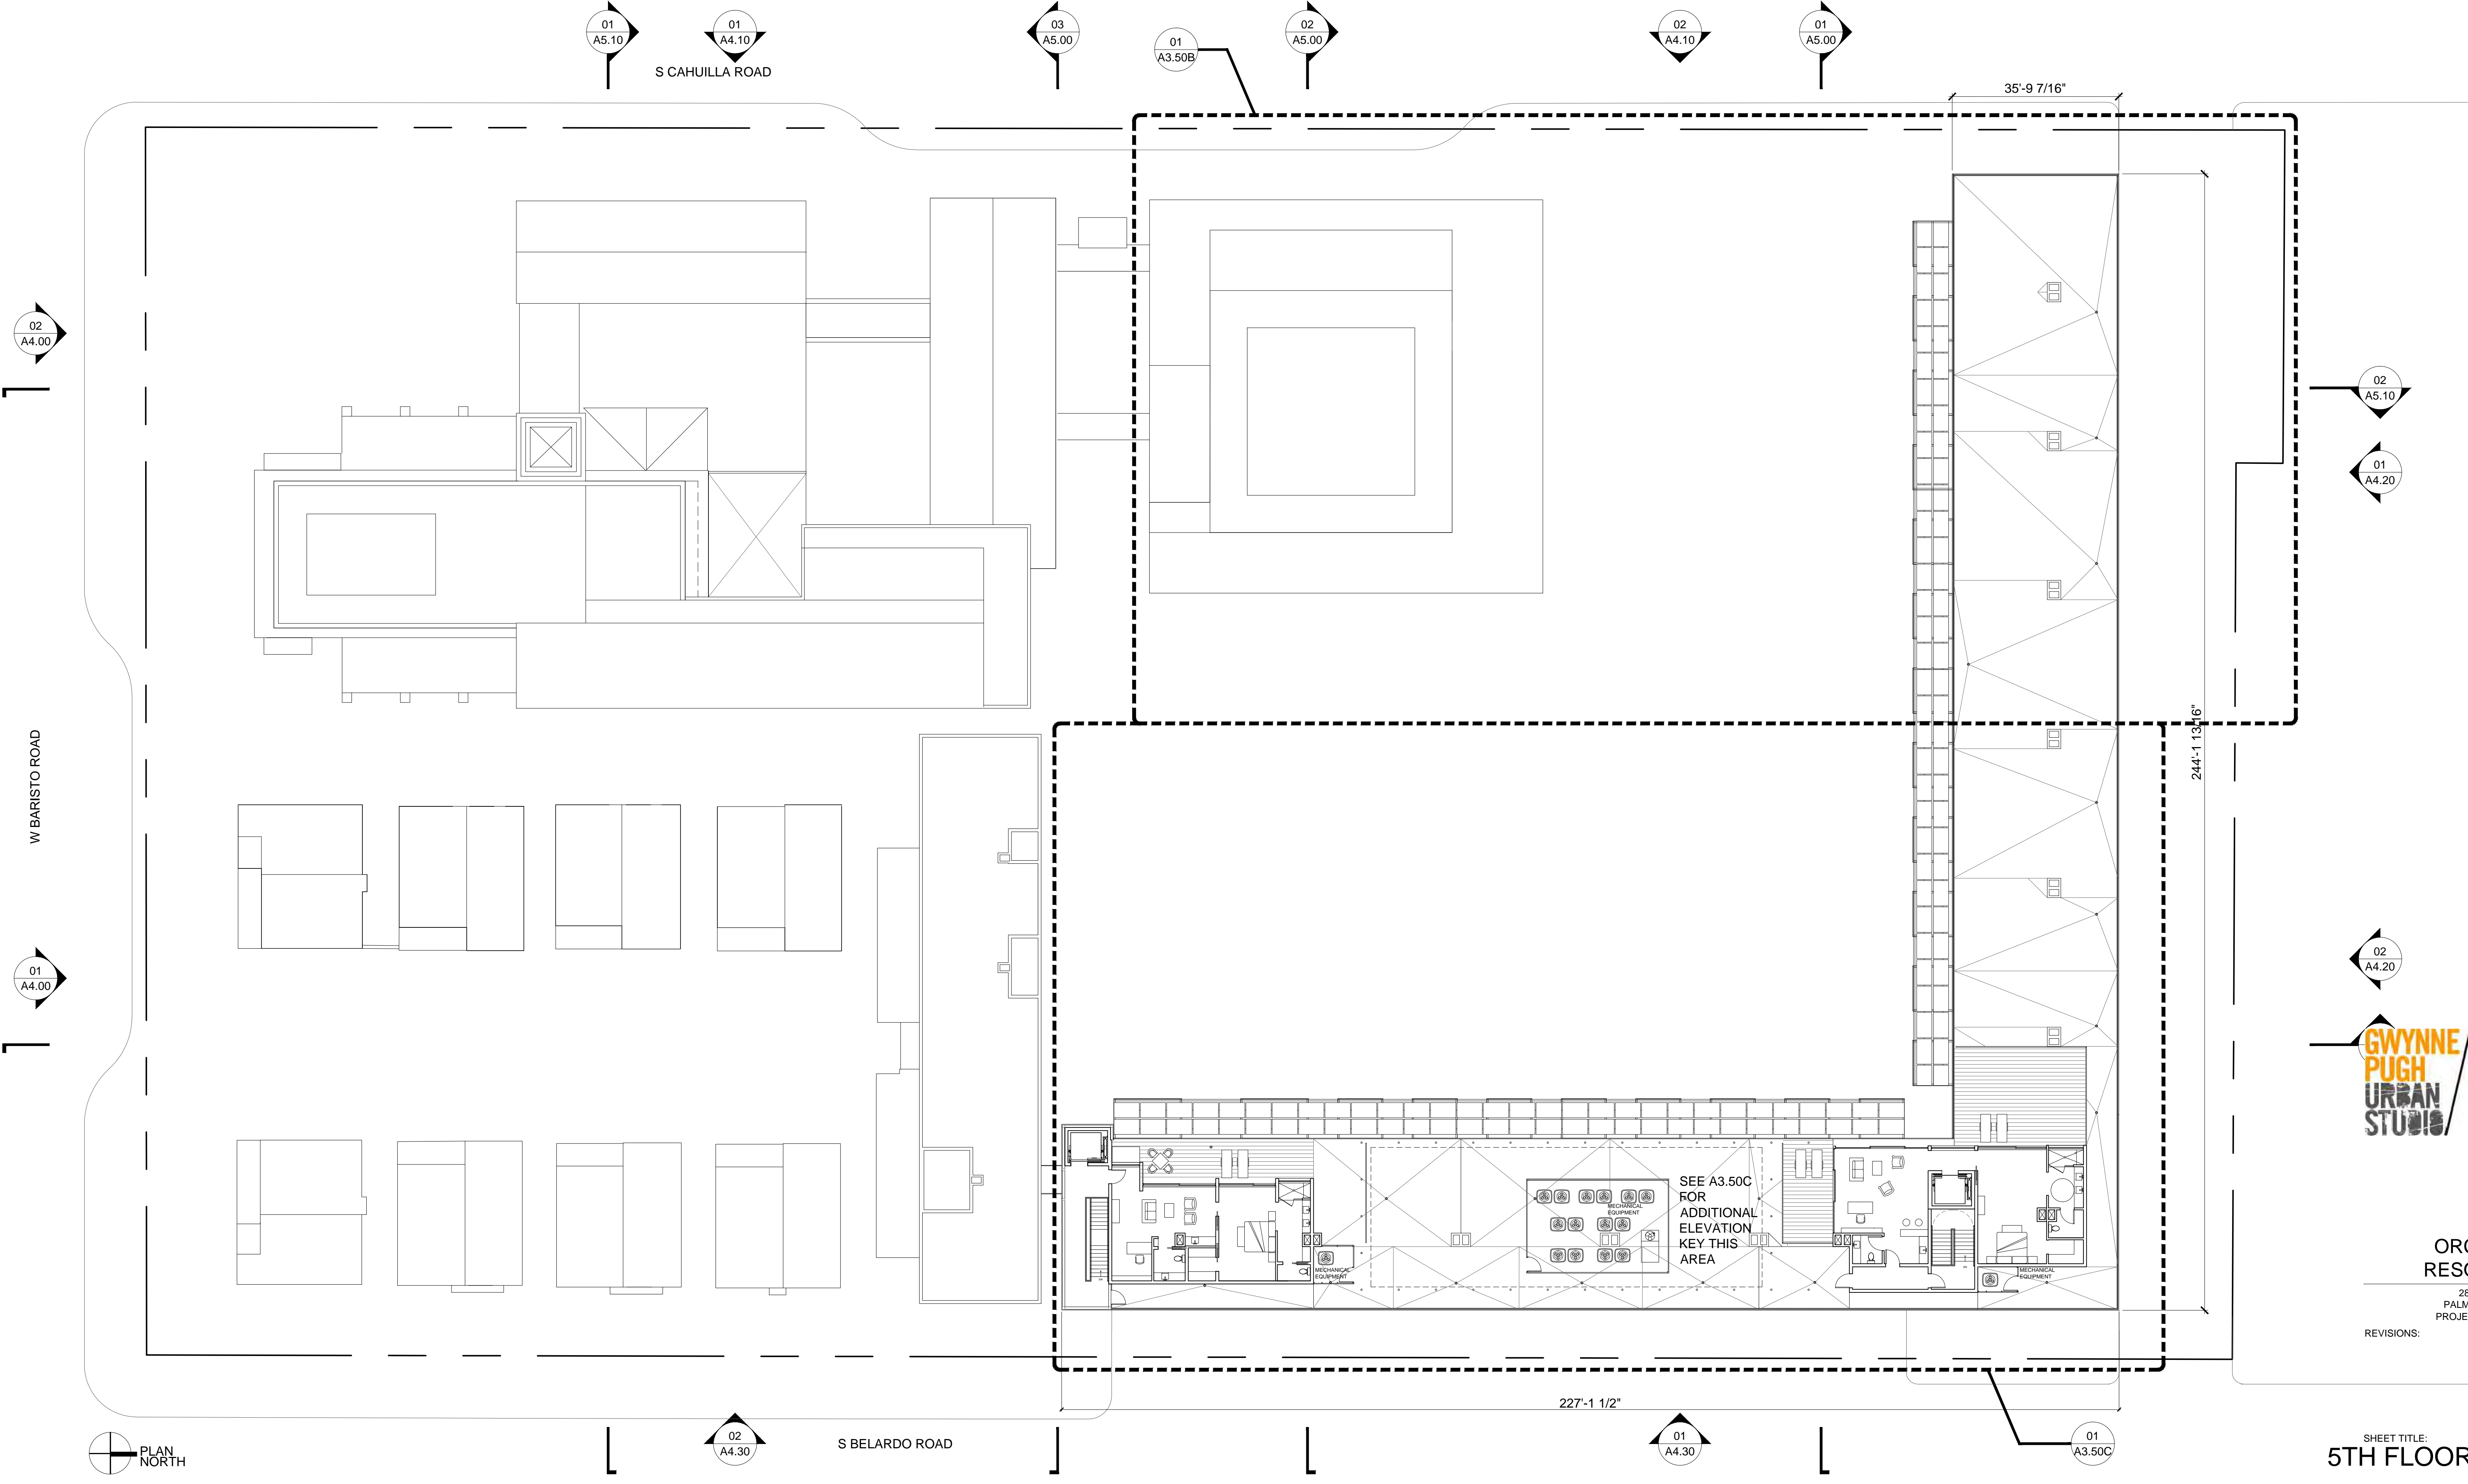 01
A5.10
01
A4.10
03
A5.00
01
A3.50B
02
A5.00
02
A4.10
01
A5.00
S CAHUILLA ROAD
35'-9 7/16"
02
A4.00
02
A5.10
01
A4.20
W BARISTO ROAD
244'-1 13/16"
01
A4.00
02
A4.20
GWYNNE
PUGH
URBAN
STUDIO
SEE A3.50C
FOR
ADDITIONAL
ELEVATION
KEY THIS
AREA
MECHANICAL
EQUIPMENT
MECHANICAL
EQUIPMENT
MECHANICAL
EQUIPMENT
28
REVISIONS:
227'-1 1/2"
PLAN
NORTH
02
A4.30
S BELARDO ROAD
01
A4.30
01
A3.50C
SHEET TITLE:
5TH FLOOR